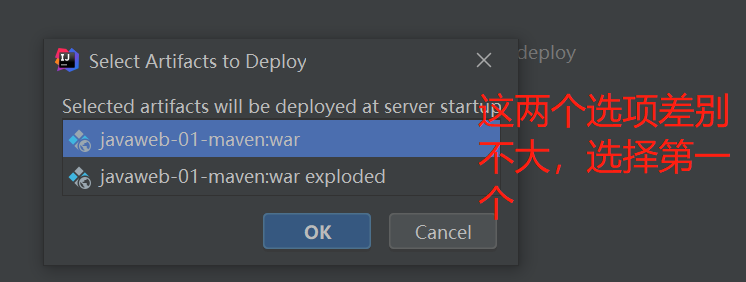 Select Artifacts to Deploy
deploy
Selected artifacts will be deployed at server startup
这两个选项差别
不大，选择第一
个
javaweb-01-maven:war
javaweb-01-maven:war exploded
OK
Cancel